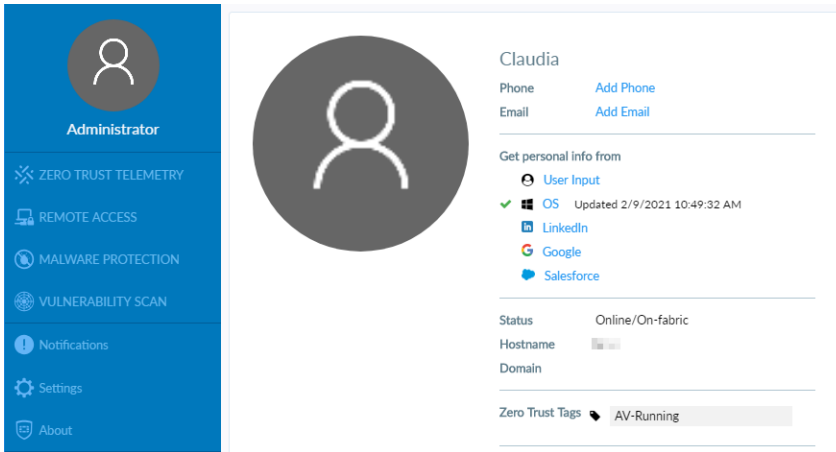 Administrator
ZERO TRUST TELEMETRY
REMOTE ACCESS
MALWARE PROTECTION
VULNERABILITY SCAN
Notifications
Settings
About
Claudia
Phone Add Phone
Email Add Email
Get personal info from
User Input
OS Updated 2/9/2021 10:49:32 AM
LinkedIn
Google
Salesforce
Status Online/On-fabric
Hostname
Domain
Zero Trust Tags AV-Running